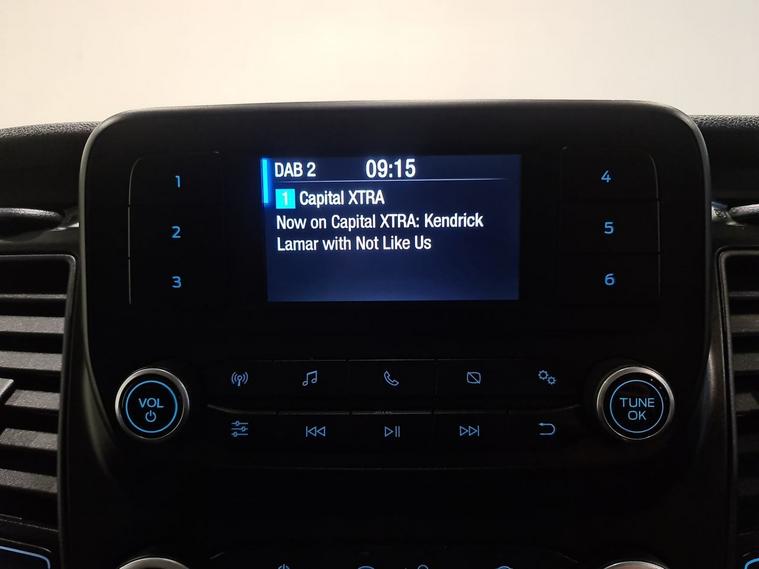 DAB 2 09:15
1 Capital XTRA
Now on Capital XTRA: Kendrick
Lamar with Not Like Us
1
2
3
4
5
6
VOL
TUNE
OK